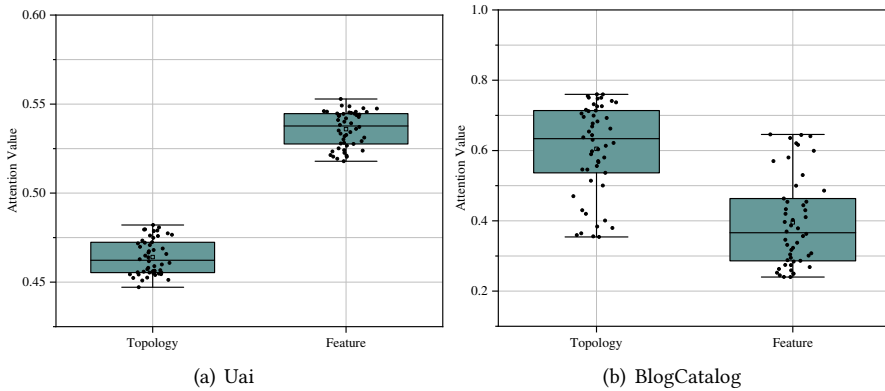 0.60
0.55
0.50
0.45
Attention Value
Topology
Feature
(a) Uai
1.0
0.8
0.6
0.4
0.2
Attention Value
Topology
Feature
(b) BlogCatalog